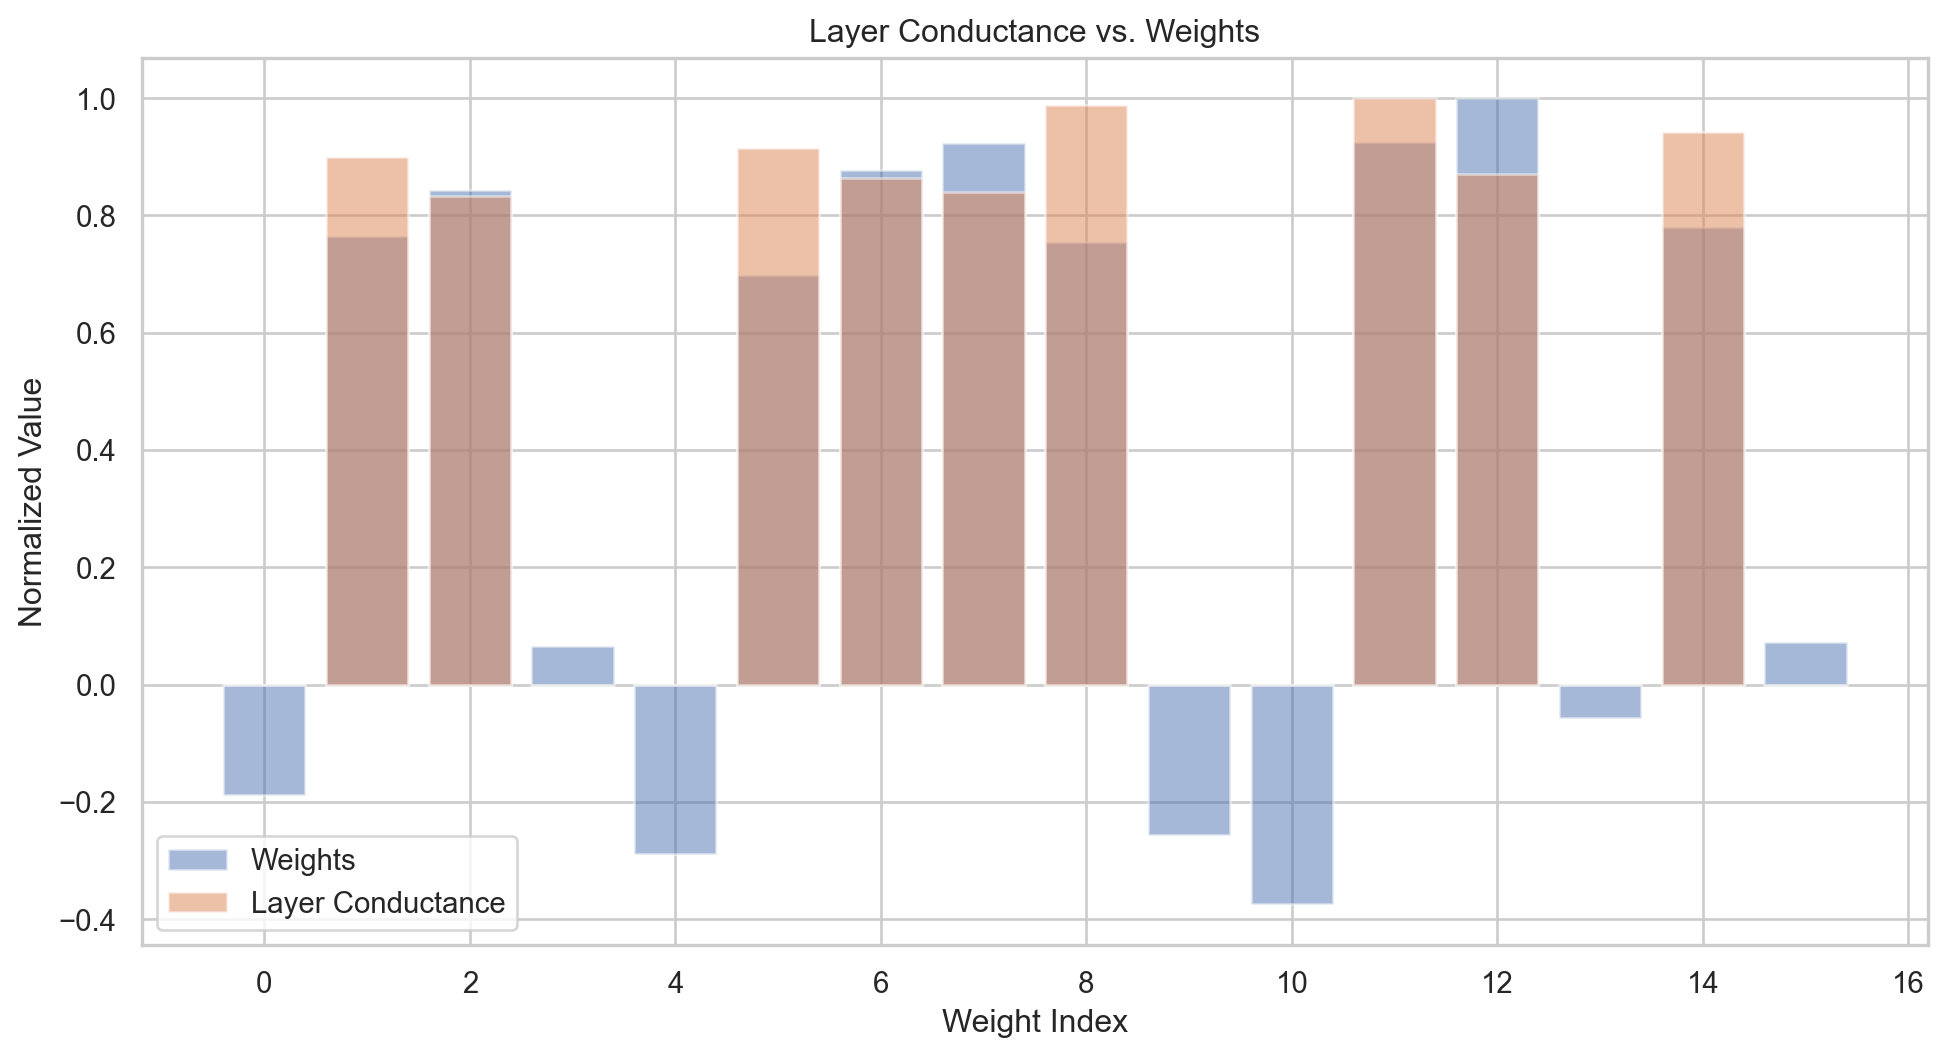 Layer Conductance vs. Weights
1.0
0.8
0.6
0.4
0.2
0.0
−0.2
−0.4
Normalized Value
Weights
Layer Conductance
0 2 4 6 8 10 12 14 16
Weight Index